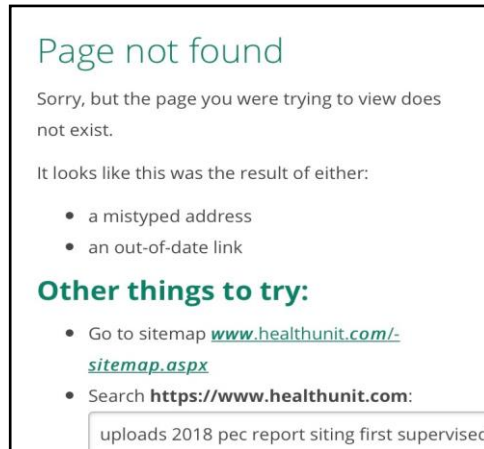 Page not found
Sorry, but the page you were trying to view does
not exist.
It looks like this was the result of either:
• a mistyped address
• an out-of-date link
Other things to try:
• Go to sitemap www.healthunit.com/-
sitemap.aspx
• Search https://www.healthunit.com:
uploads 2018 pec report siting first supervised